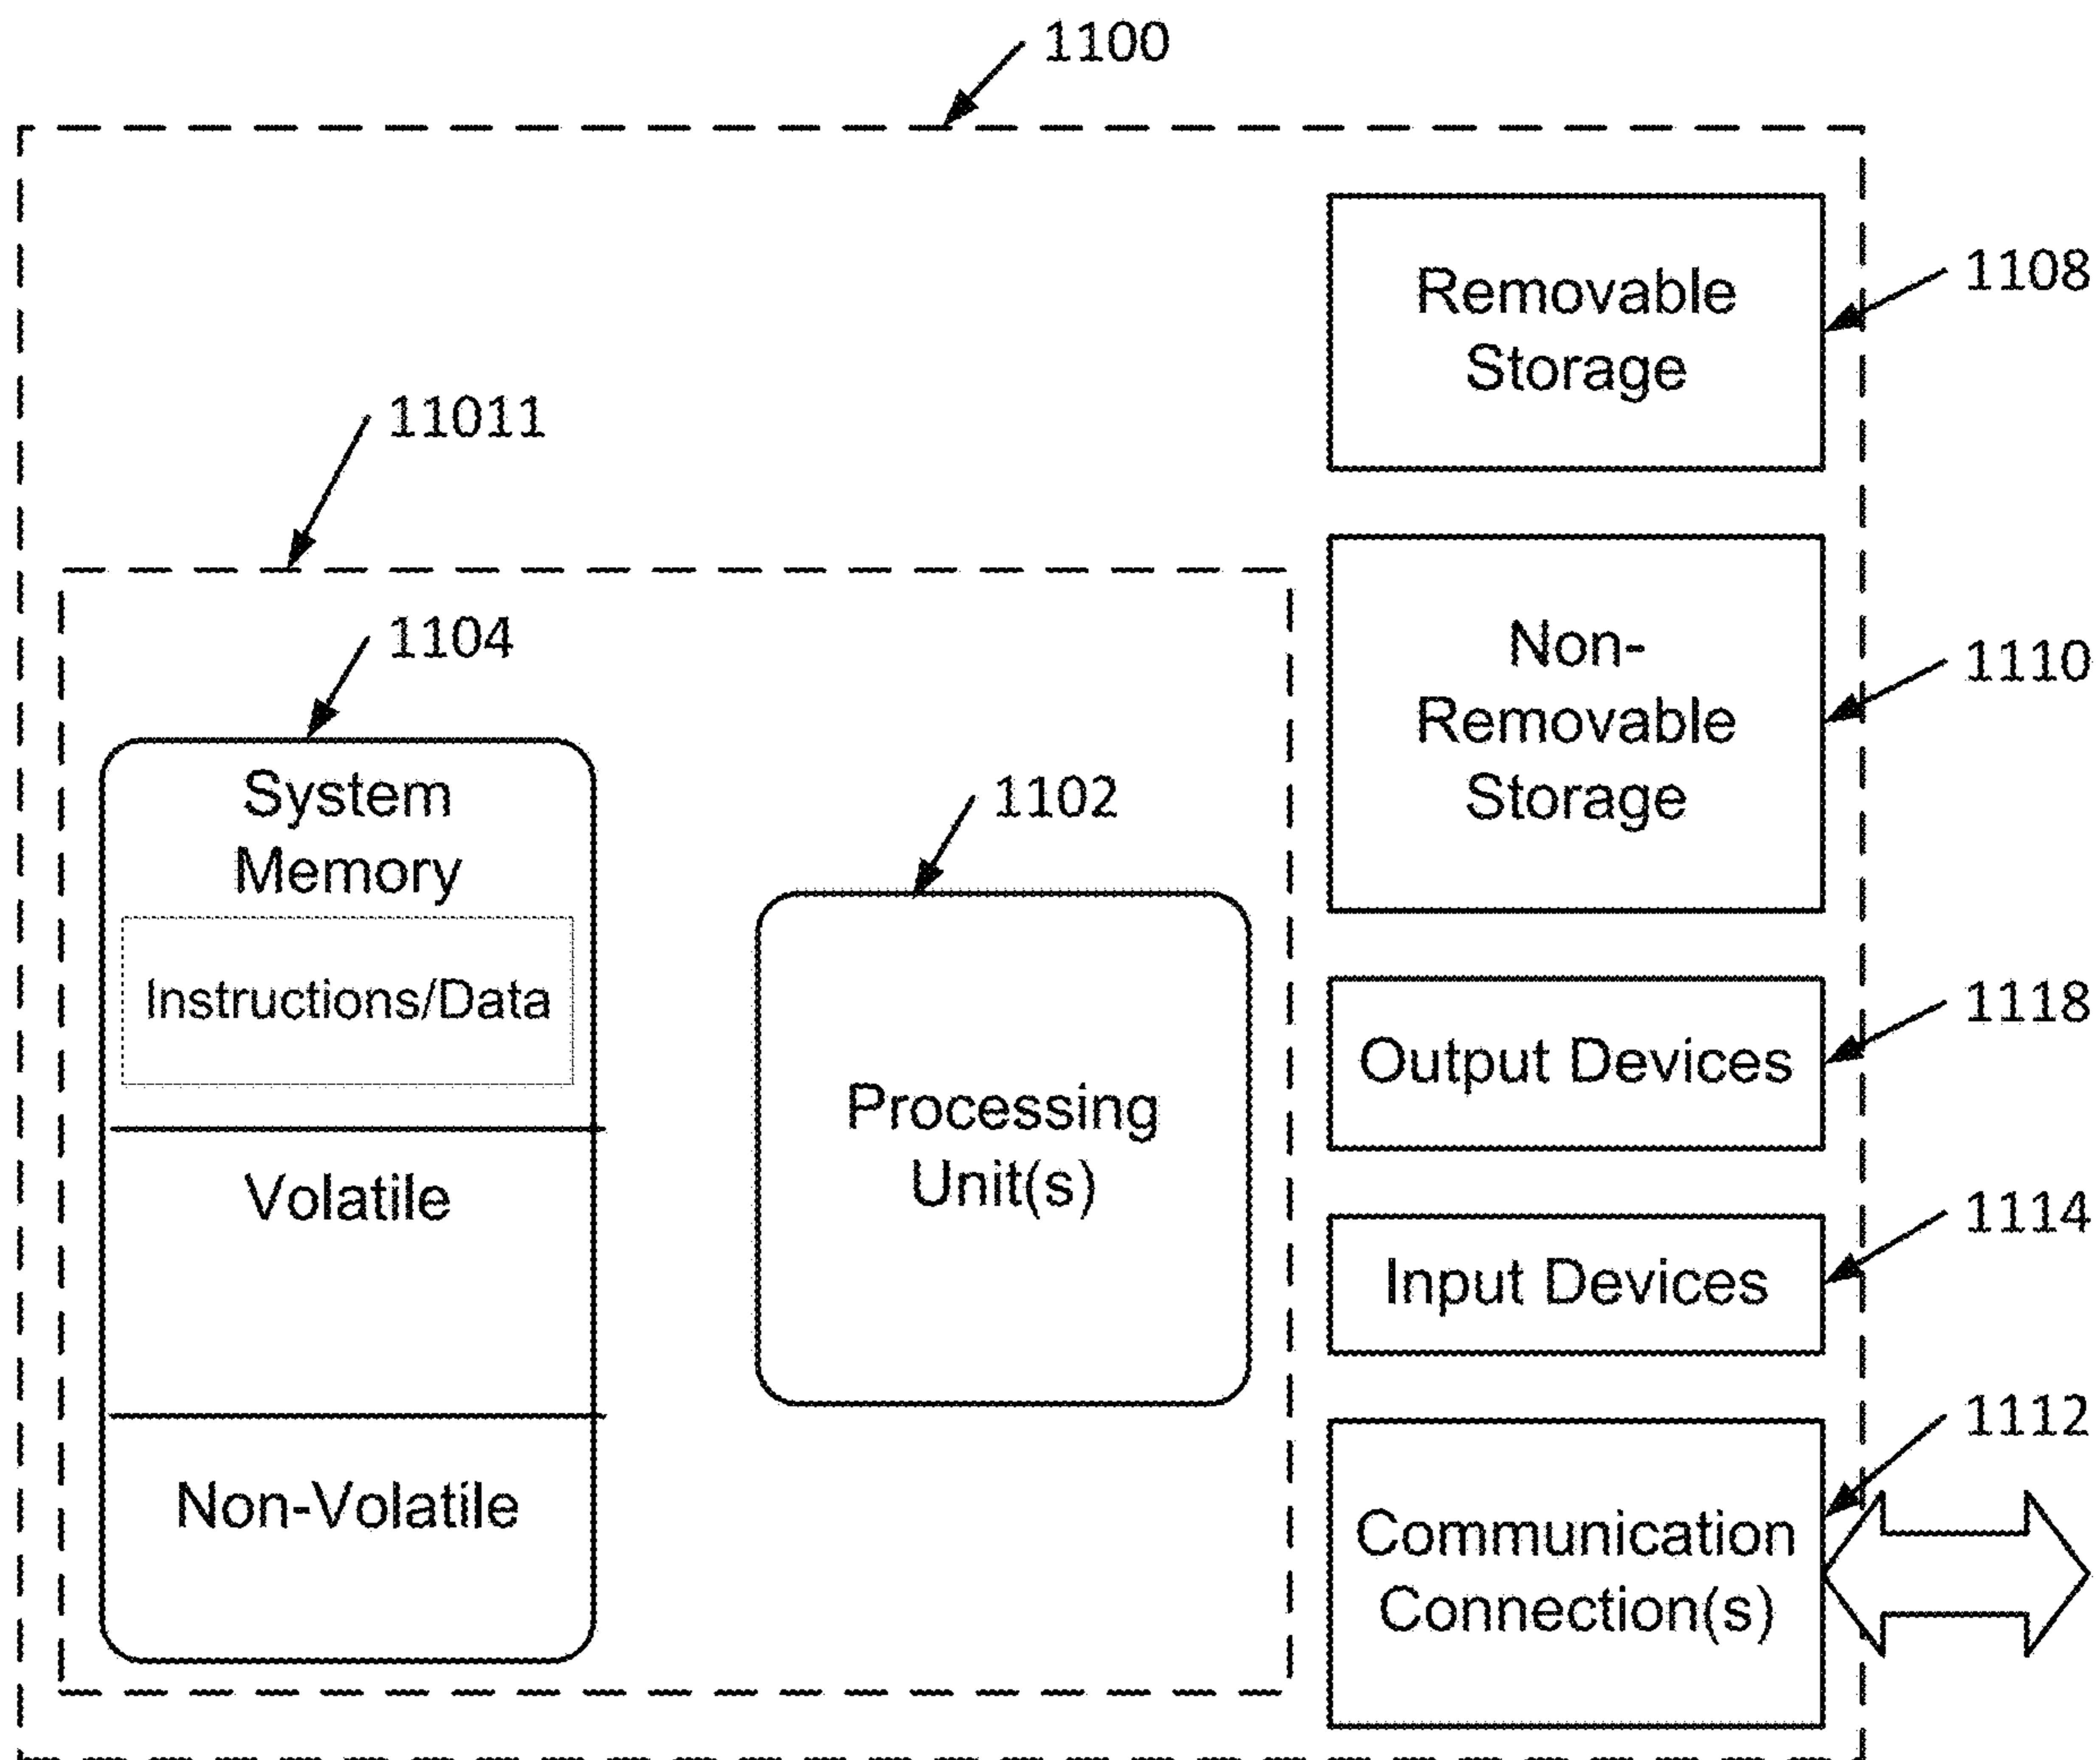 1100
Removable
Storage
1108
11011
Non-
Removable
Storage
1110
1104
System
Memory
Instructions/Data
Volatile
Non-Volatile
1102
Processing
Unit(s)
Output Devices
1118
Input Devices
1114
Communication
Connection(s)
1112